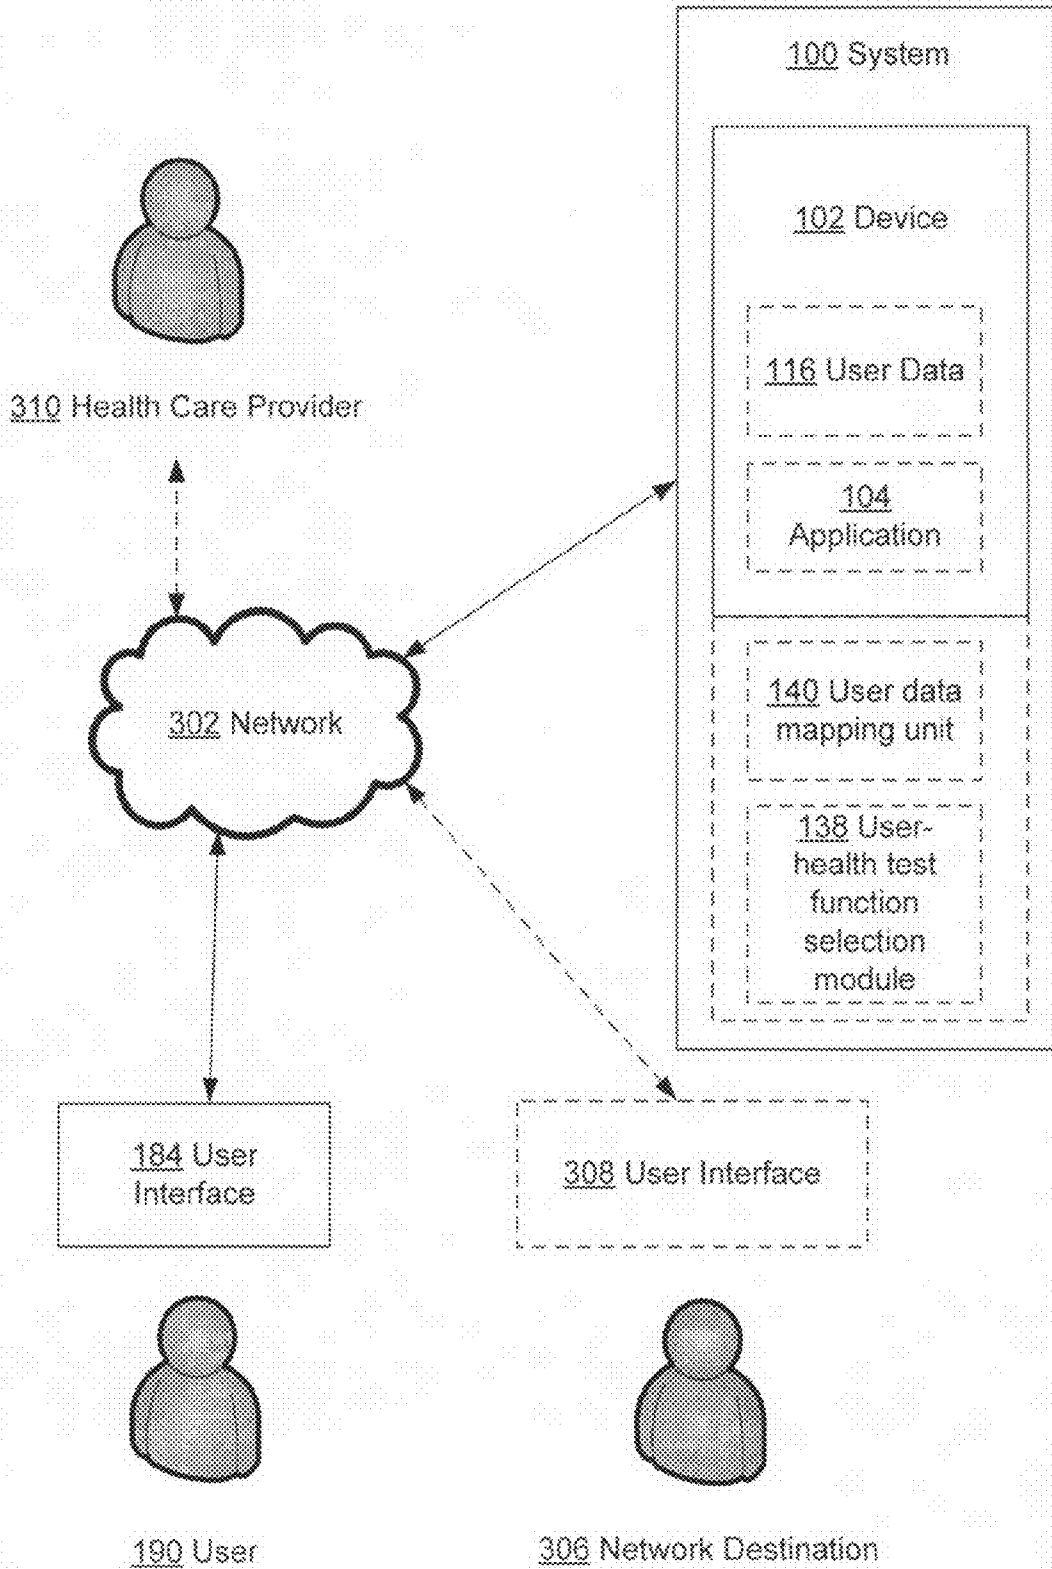 100 System
102 Device
116 User Data
104
Application
140 User data
mapping unit
138 User-
health test
function
selection
module
310 Health Care Provider
302 Network
184 User
Interface
308 User Interface
190 User
306 Network Destination